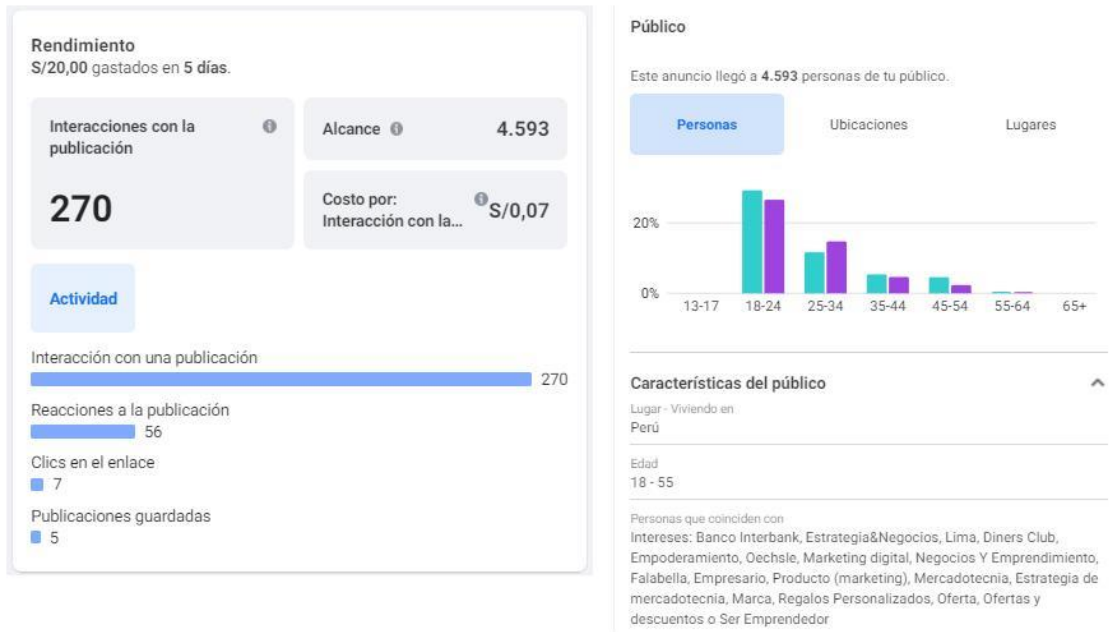 Rendimiento
S/20,00 gastados en 5 días.
Interacciones con la
publicación
270
Alcance
4.593
Costo por:
Interacción con la...
S/0,07
Actividad
Interacción con una publicación
270
Reacciones a la publicación
56
Clics en el enlace
7
Publicaciones guardadas
5
Público
Este anuncio llegó a 4.593 personas de tu público.
Personas
Ubicaciones
Lugares
20%
0%
13-17 18-24 25-34 35-44 45-54 55-64 65+
Características del público
Lugar - Viviendo en
Perú
Edad
18 - 55
Personas que coinciden con
Intereses: Banco Interbank, Estrategia&Negocios, Lima, Diners Club,
Empoderamiento, Oechsle, Marketing digital, Negocios Y Emprendimiento,
Falabella, Empresario, Producto (marketing), Mercadotecnia, Estrategia de
mercadotecnia, Marca, Regalos Personalizados, Oferta, Ofertas y
descuentos o Ser Emprendedor